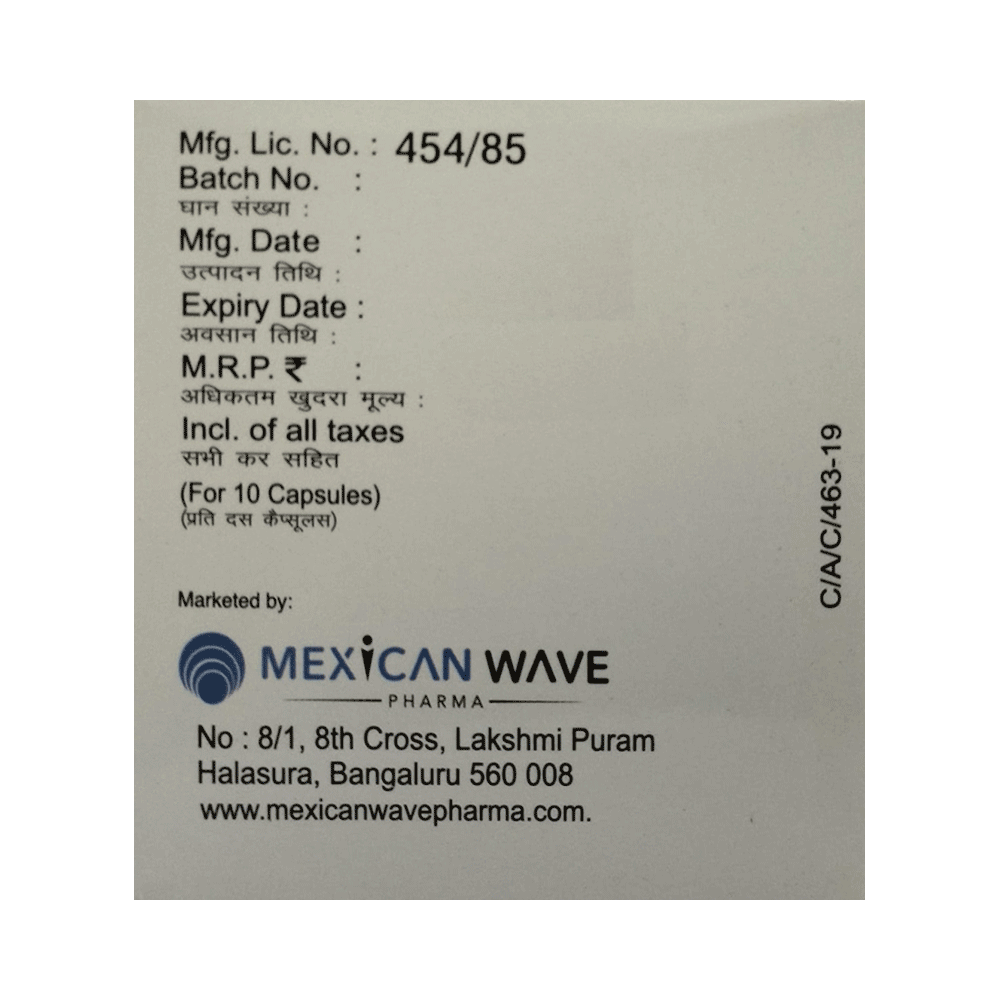 Mfg. Lic. No. : 454/85
Batch No. :
घान संख्या :
Mfg. Date :
उत्पादन तिथि :
Expiry Date :
अवसान तिथि :
M.R.P. ₹ :
अधिकतम खुदरा मूल्य :
Incl. of all taxes
सभी कर सहित
(For 10 Capsules)
(प्रति दस कैप्सूलस)
C/A/C/463-19
Marketed by:
MEXICAN WAVE
PHARMA
No : 8/1, 8th Cross, Lakshmi Puram
Halasura, Bangaluru 560 008
www.mexicanwavepharma.com.